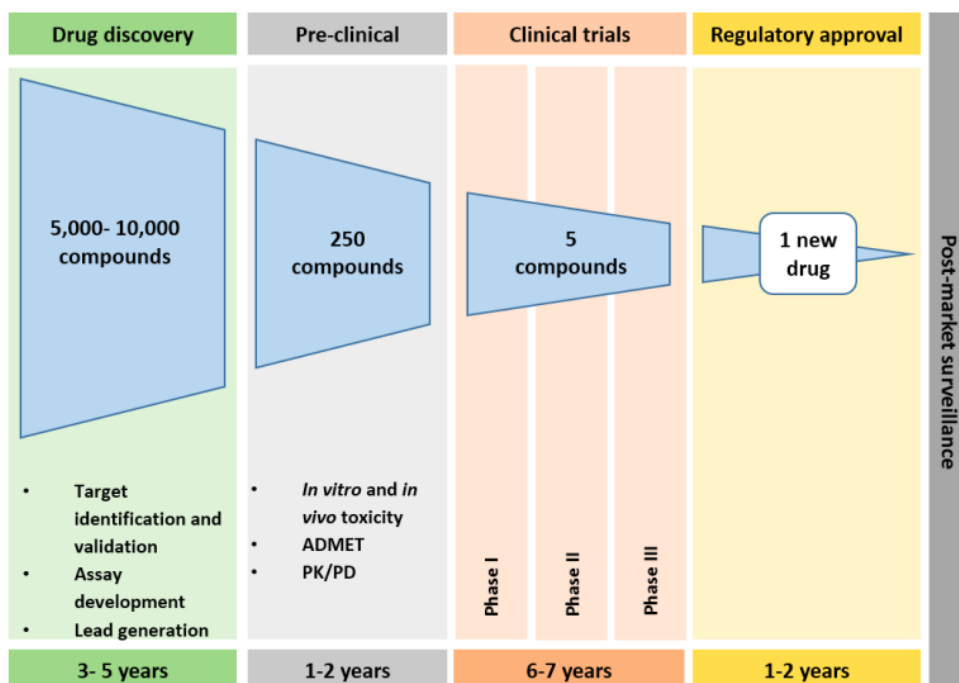 Drug discovery
Pre-clinical
Clinical trials
Regulatory approval
5,000- 10,000
compounds
250
compounds
5
compounds
1 new
drug
Post-market surveillance
• Target
identification and
validation
• Assay
development
• Lead generation
• In vitro and in
vivo toxicity
• ADMET
• PK/PD
Phase I
Phase II
Phase III
3- 5 years
1-2 years
6-7 years
1-2 years